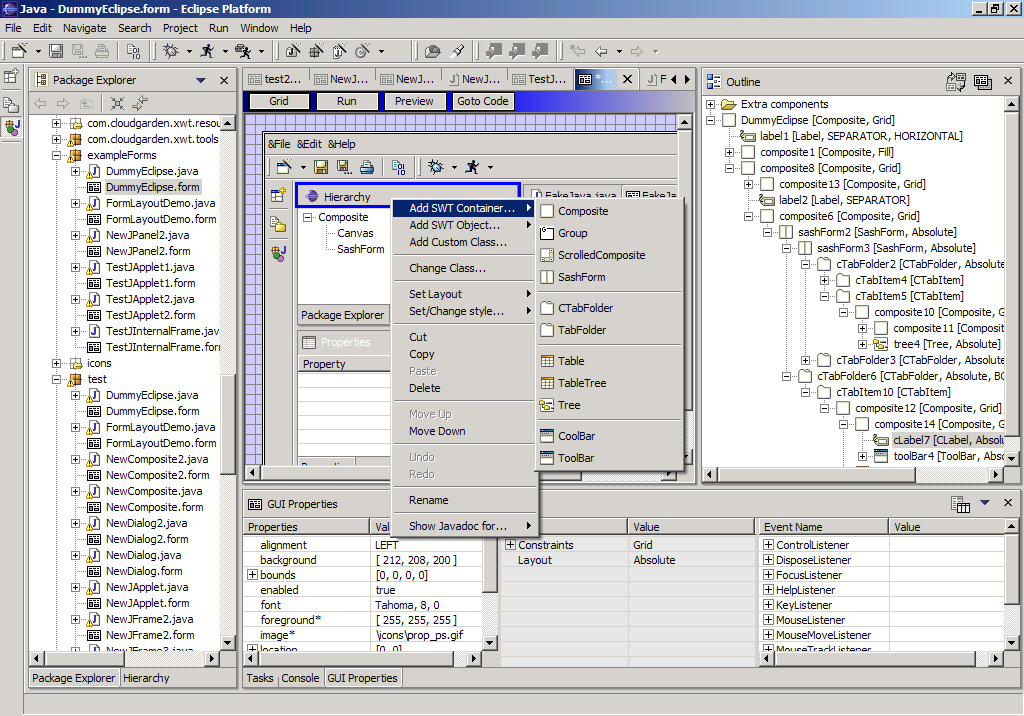 Java - DummyEclipse.form - Eclipse Platform
File Edit Navigate Search Project Run Window Help
Package Explorer
com.cloudgarden.xwt.resou
com.cloudgarden.xwt.tools
exampleForms
DummyEclipse.java
DummyEclipse.form
FormLayoutDemo.java
FormLayoutDemo.form
NewJPanel2.java
NewJPanel2.form
TestJApplet1.java
TestJApplet1.form
TestJApplet2.java
TestJApplet2.form
TestJInternalFrame.jav
TestJInternalFrame.for
icons
test
DummyEclipse.java
DummyEclipse.form
FormLayoutDemo.java
FormLayoutDemo.form
NewComposite2.java
NewComposite2.form
NewComposite.java
NewComposite.form
NewDialog2.java
NewDialog2.form
NewDialog.java
NewDialog.form
NewJApplet.java
NewJApplet.form
NewJFrame2.java
NewJFrame2.form
NewJFrame3.java
Package Explorer Hierarchy
test2... NewJ... NewJ... NewJ... TestJ... *... F
Grid Run Preview Goto Code
&File &Edit &Help
Hierarchy
FakeJava.java FakeJa
Composite
Canvas
SashForm
Package Explorer
Properties
Property
Properties
Add SWT Container...
Add SWT Object...
Add Custom Class...
Change Class...
Set Layout
Set/Change style...
Cut
Copy
Paste
Delete
Move Up
Move Down
Undo
Redo
Rename
Show Javadoc for...
Composite
Group
ScrolledComposite
SashForm
CTabFolder
TabFolder
Table
TableTree
Tree
CoolBar
ToolBar
Outline
Extra components
DummyEclipse [Composite, Grid]
label1 [Label, SEPARATOR, HORIZONTAL]
composite1 [Composite, Fill]
composite8 [Composite, Grid]
composite13 [Composite, Grid]
label2 [Label, SEPARATOR]
composite6 [Composite, Grid]
sashForm2 [SashForm, Absolute]
sashForm3 [SashForm, Absolute]
cTabFolder2 [CTabFolder, Absolute
cTabItem4 [CTabItem]
cTabItem5 [CTabItem]
composite10 [Composite, Grid]
composite11 [Composite
tree4 [Tree, Absolute]
cTabFolder3 [CTabFolder, Absolute
cTabFolder6 [CTabFolder, Absolute, BO
cTabItem10 [CTabItem]
composite12 [Composite, Grid]
composite14 [Composite, G
cLabel7 [CLabel, Absolu
toolBar4 [ToolBar, Abso
GUI Properties
Properties Val
alignment LEFT
background [ 212, 208, 200 ]
bounds [0, 0, 0, 0]
enabled true
font Tahoma, 8, 0
foreground* [ 255, 255, 255 ]
image* \icons\prop_ps.gif
location [0, 0]
Value
Constraints Grid
Layout Absolute
Event Name Value
ControlListener
DisposeListener
FocusListener
HelpListener
KeyListener
MouseListener
MouseMoveListener
MouseTrackListener
Tasks Console GUI Properties